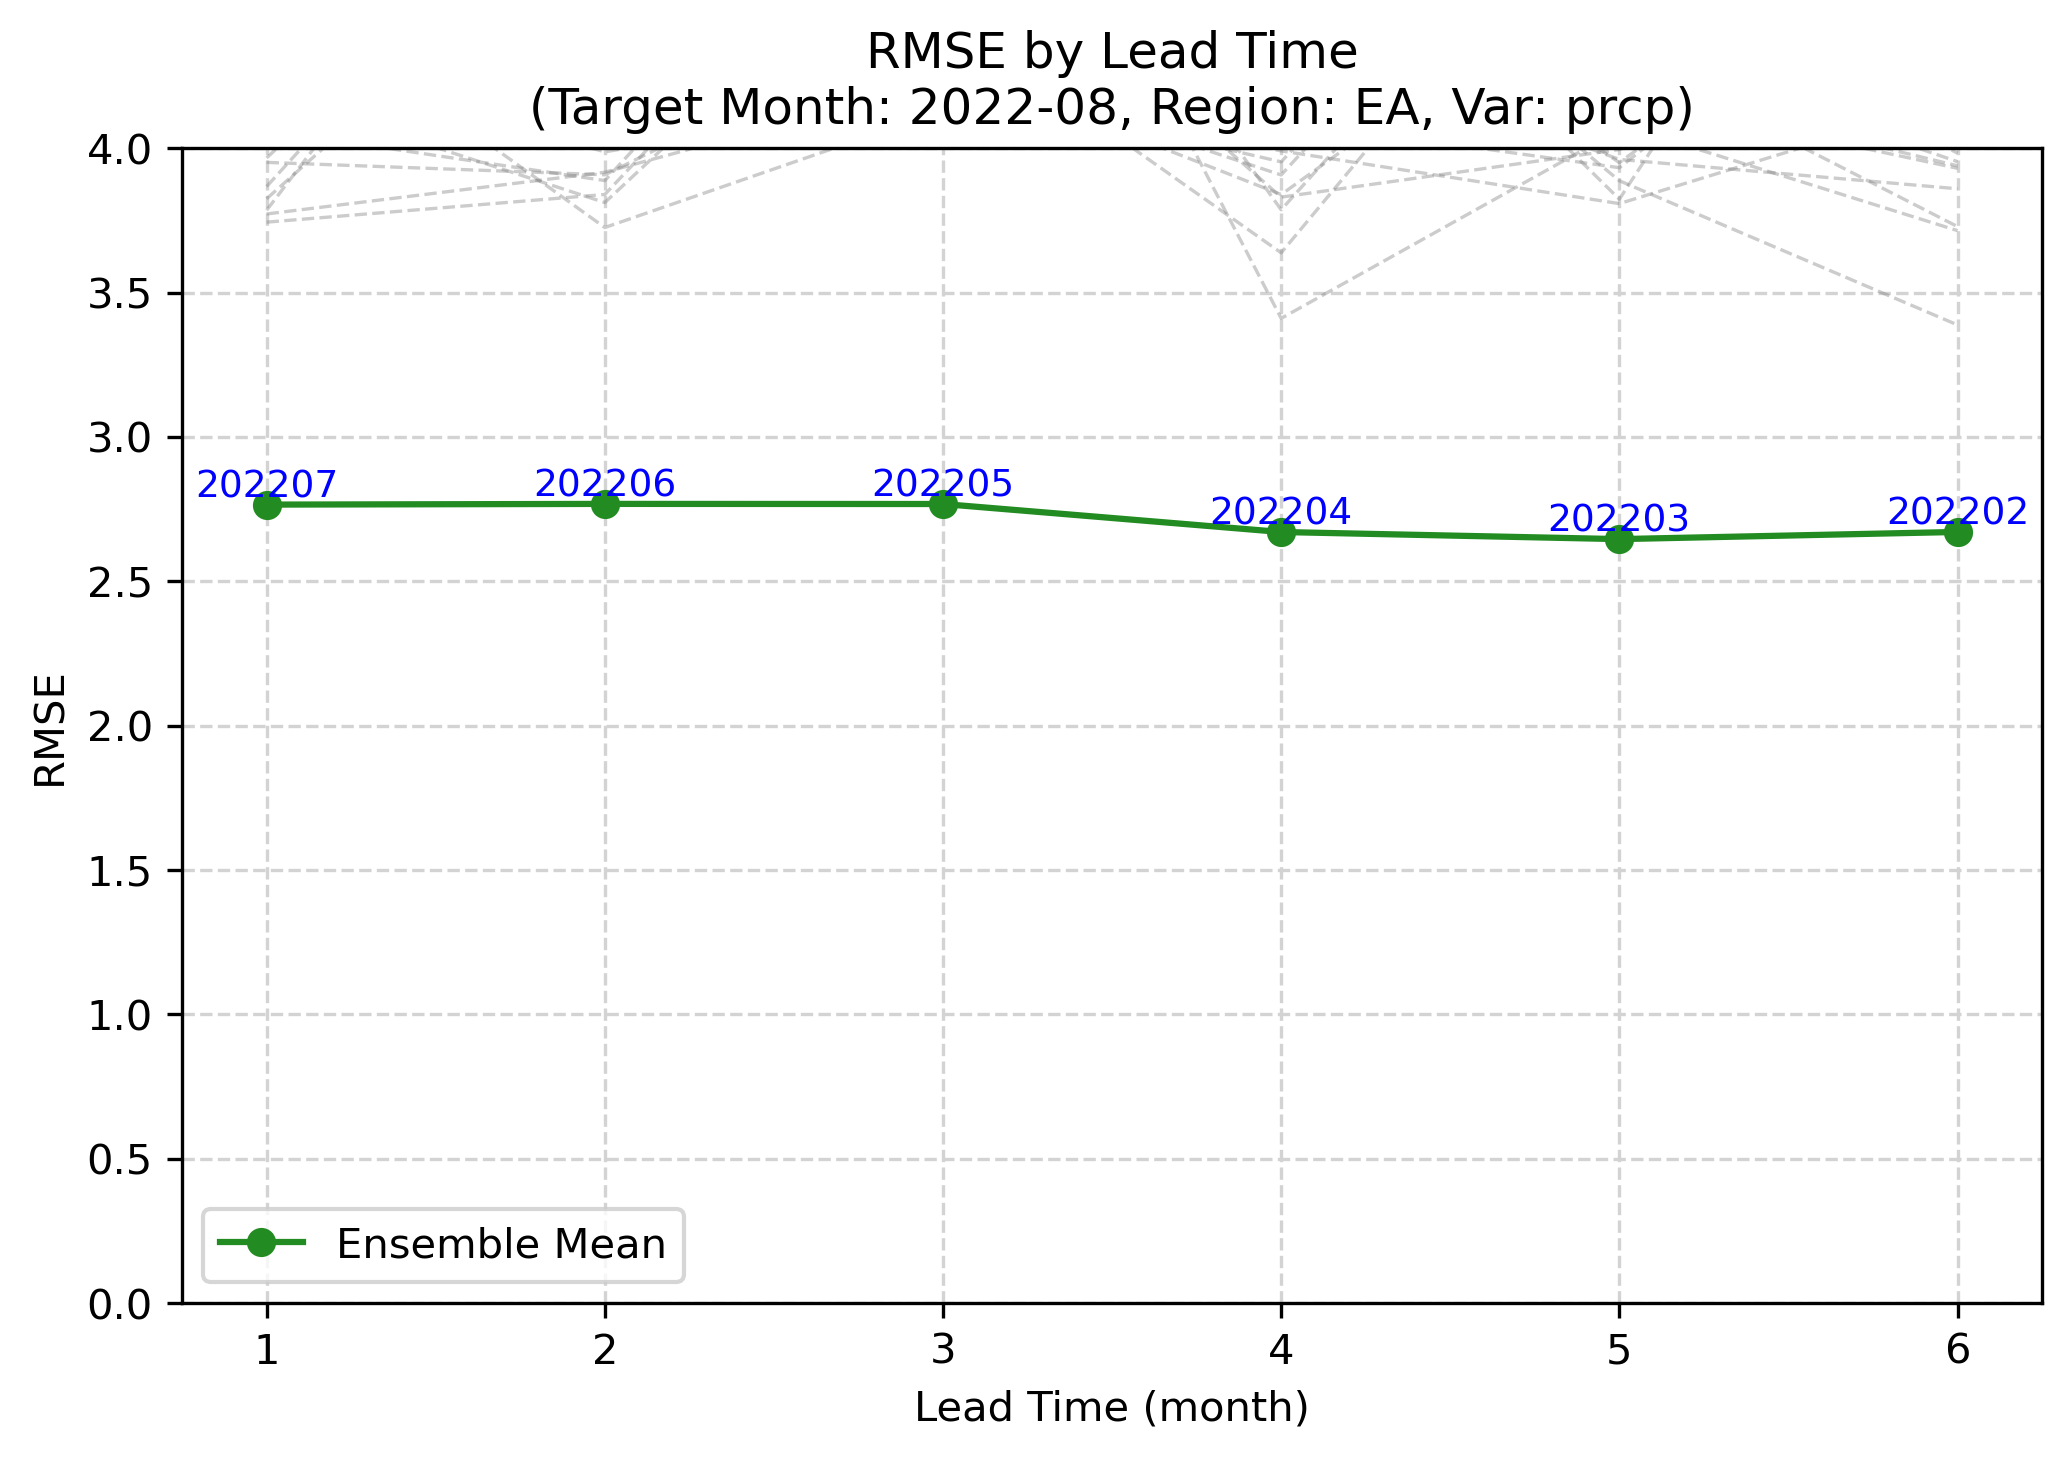 RMSE by Lead Time
(Target Month: 2022-08, Region: EA, Var: prcp)
4.0
3.5
3.0
2.5
2.0
1.5
1.0
0.5
0.0
RMSE
202207
202206
202205
202204
202203
202202
Ensemble Mean
1 2 3 4 5 6
Lead Time (month)